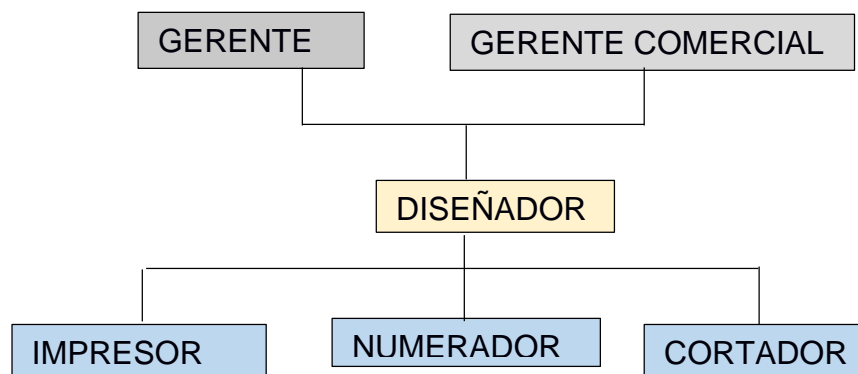 GERENTE
GERENTE COMERCIAL
DISEÑADOR
IMPRESOR
NUMERADOR
CORTADOR